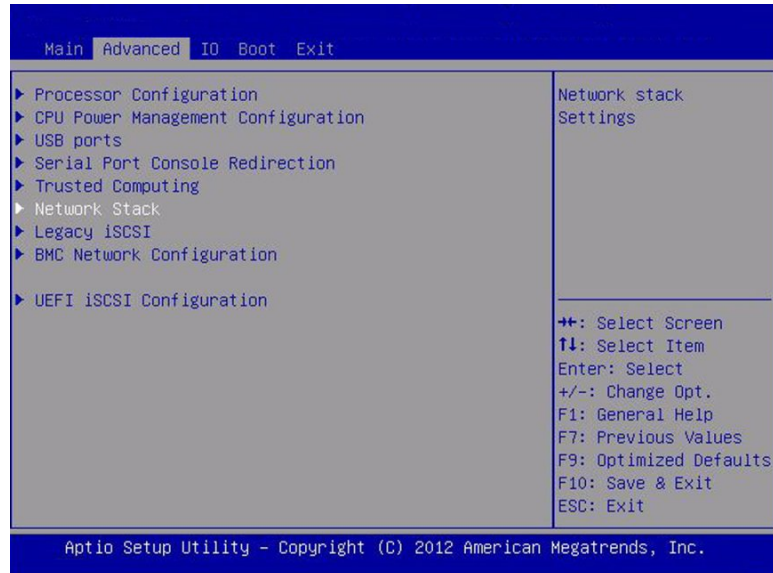 Main Advanced IO Boot Exit
Processor Configuration
CPU Power Management Configuration
USB ports
Serial Port Console Redirection
Trusted Computing
Network Stack
Legacy iSCSI
BMC Network Configuration
UEFI iSCSI Configuration
Network stack
Settings
→←: Select Screen
↑↓: Select Item
Enter: Select
+/-: Change Opt.
F1: General Help
F7: Previous Values
F9: Optimized Defaults
F10: Save & Exit
ESC: Exit
Aptio Setup Utility – Copyright (C) 2012 American Megatrends, Inc.